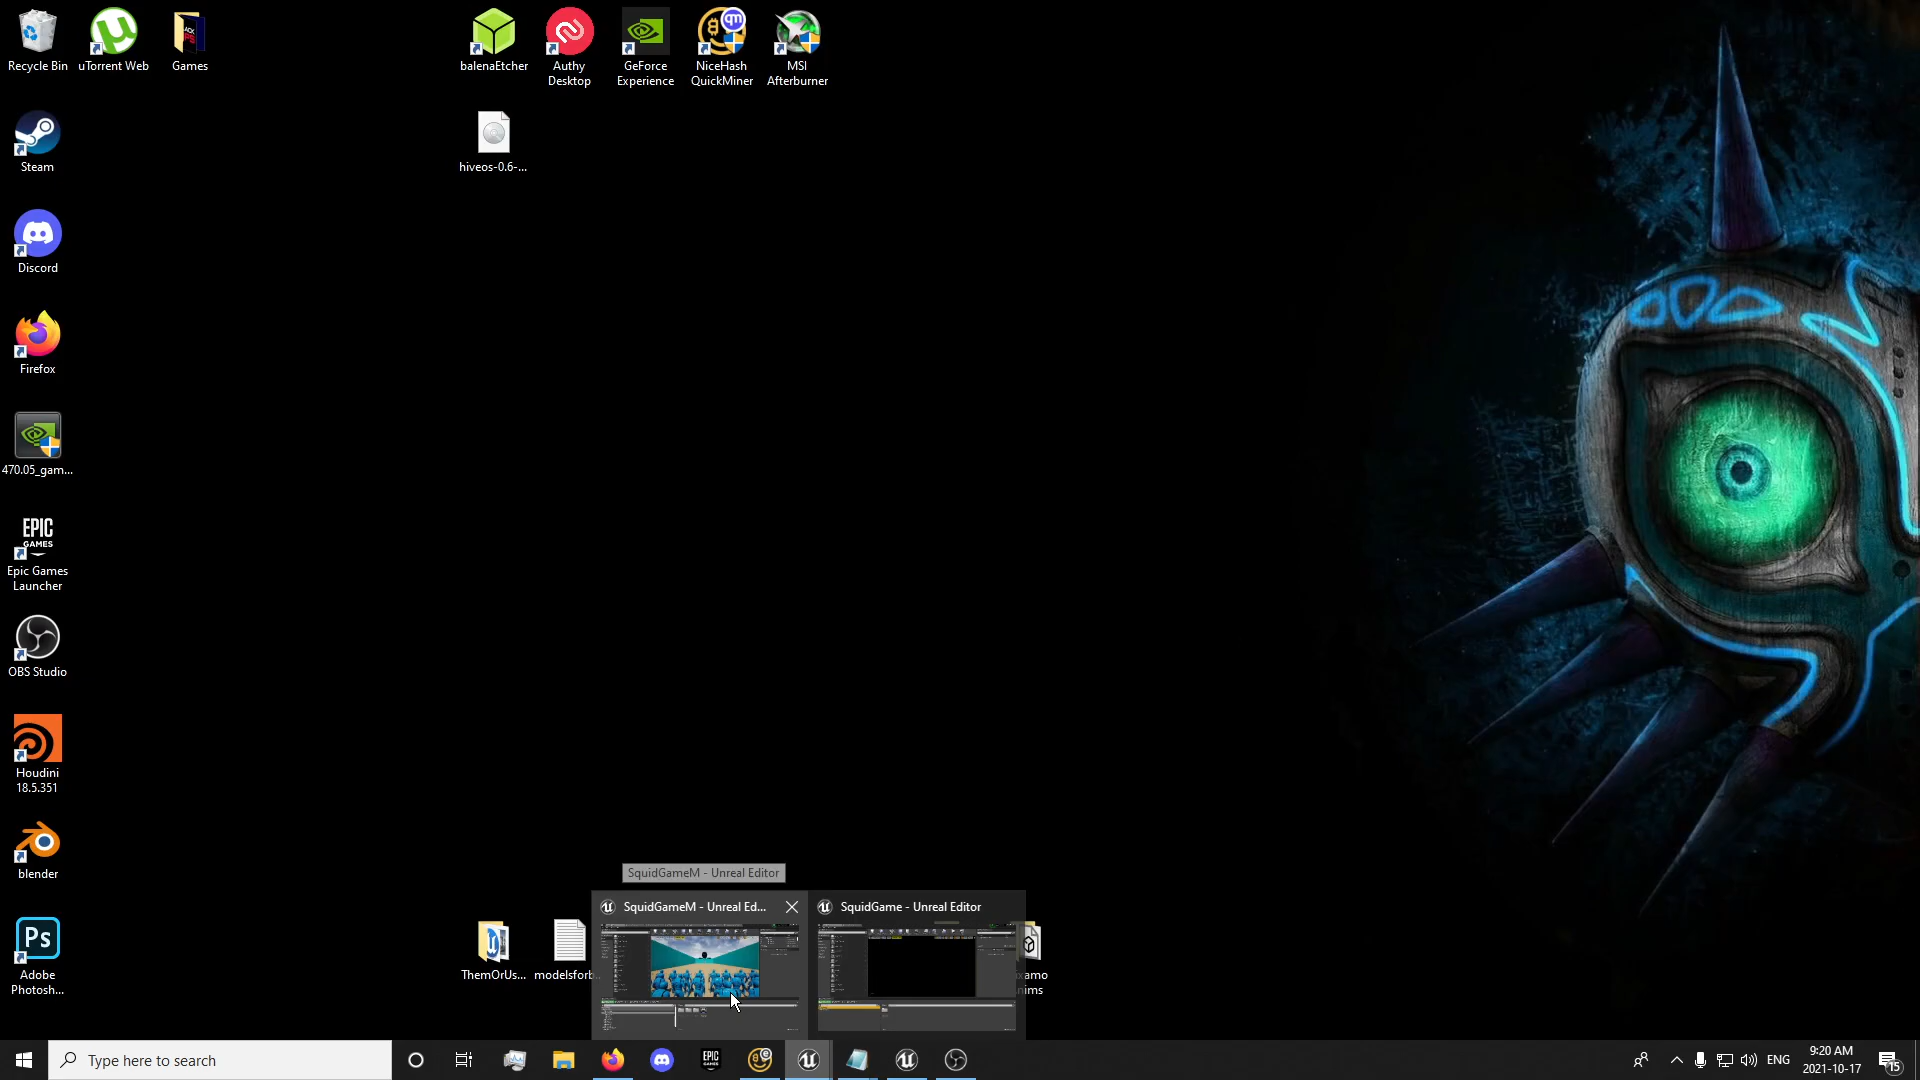 Recycle Bin
uTorrent Web
Games
balenaEtcher
Authy
Desktop
GeForce
Experience
NiceHash
QuickMiner
MSI
Afterburner
Steam
hiveos-0.6-...
Discord
Firefox
470.05_gam...
EPIC
GAMES
Epic Games
Launcher
OBS Studio
Houdini
18.5.351
blender
SquidGameM - Unreal Editor
SquidGameM - Unreal Ed...
SquidGame - Unreal Editor
Ps
Adobe
Photosh...
ThemOrUs...
modelsforb
Type here to search
EPIC
GAMES
ENG
9:20 AM
2021-10-17
15